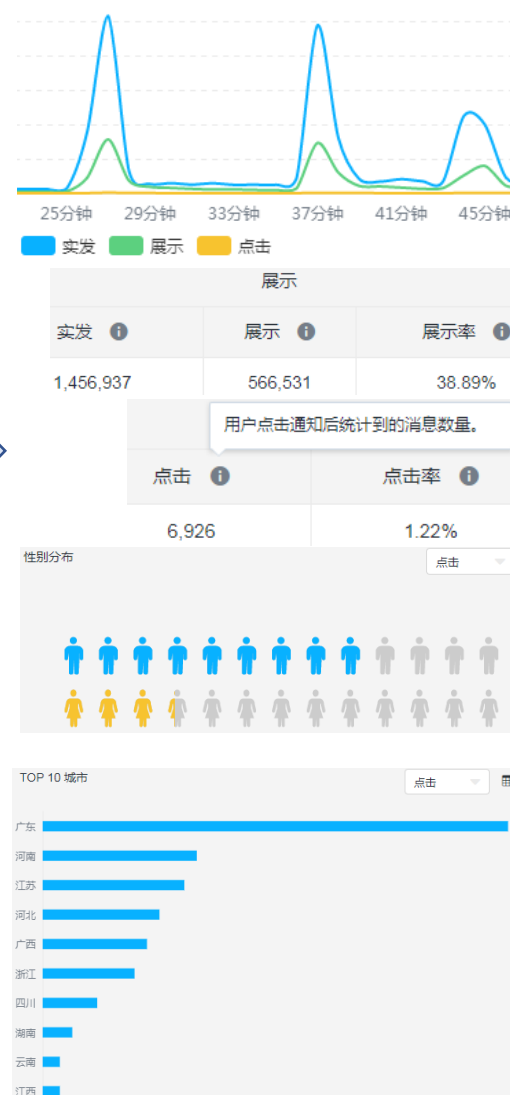 25分钟 29分钟 33分钟 37分钟 41分钟 45分钟
实发 展示 点击
展示
实发 展示 展示率
1,456,937 566,531 38.89%
用户点击通知后统计到的消息数量。
点击 点击率
6,926 1.22%
性别分布 点击
TOP 10 城市 点击
广东
河南
江苏
河北
广西
浙江
四川
湖南
云南
江西